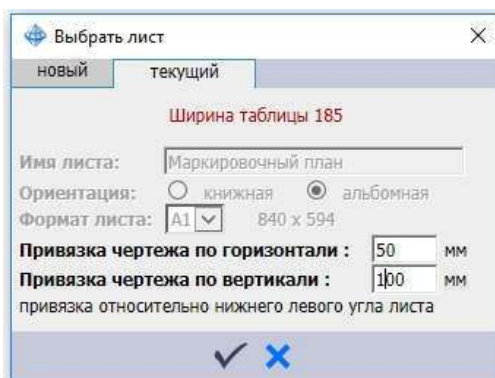 Выбрать лист
новый текущий
Ширина таблицы 185
Имя листа: Маркировочный план
Ориентация: книжная альбомная
Формат листа: A1 840 x 594
Привязка чертежа по горизонтали : 50 мм
Привязка чертежа по вертикали : 100 мм
привязка относительно нижнего левого угла листа